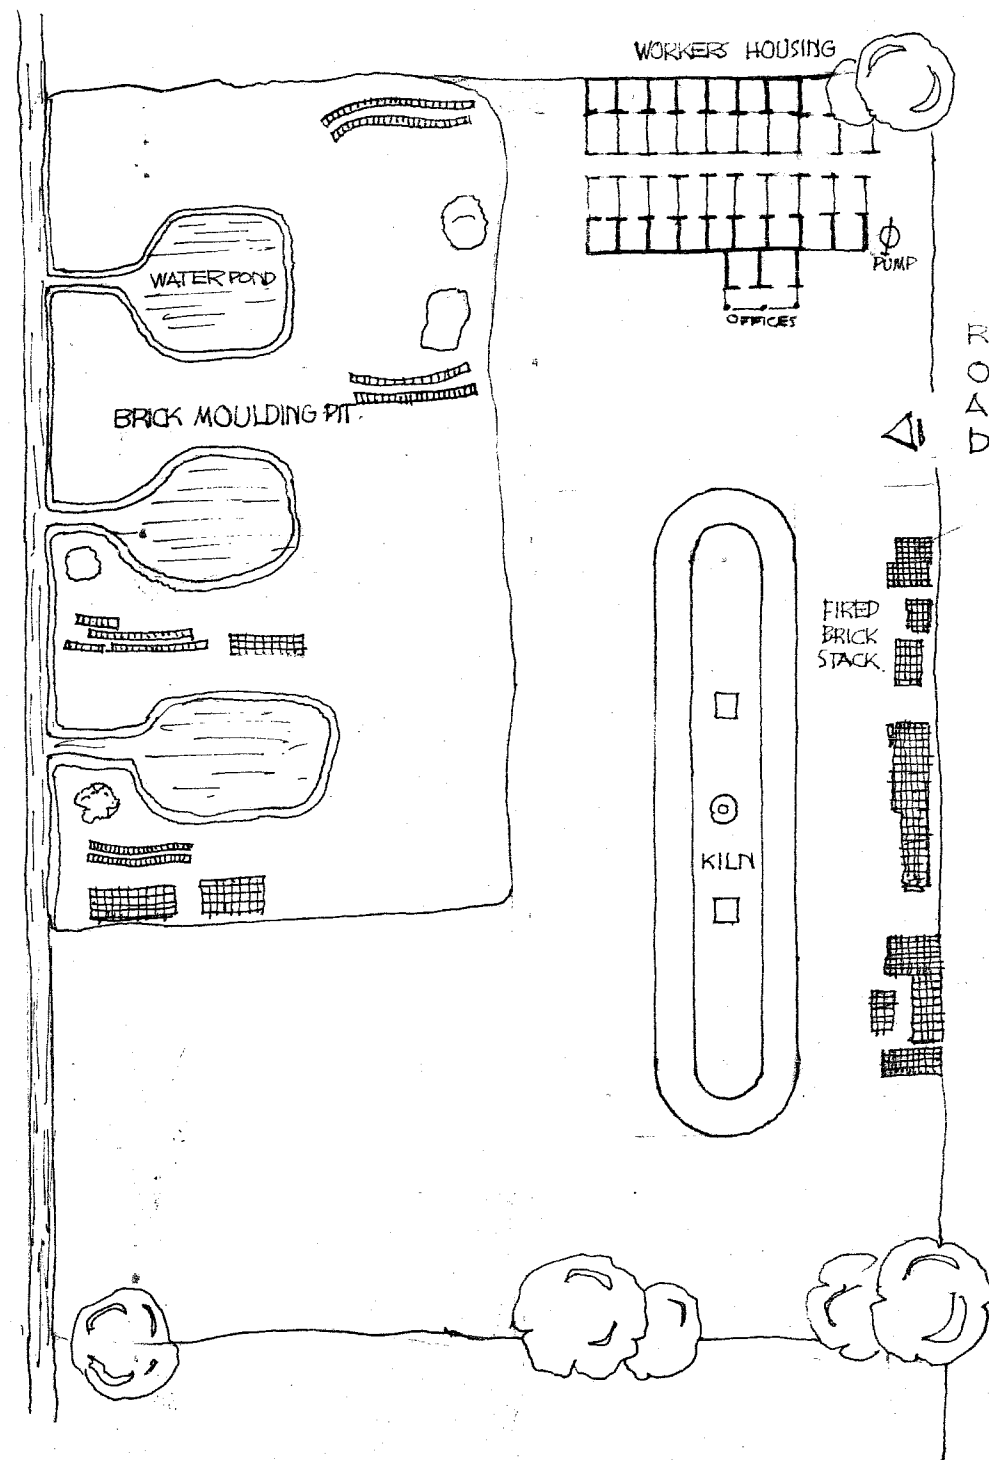 WORKERS HOUSING
WATER POND
PUMP
OFFICES
ROAD
BRICK MOULDING PIT.
FIRED
BRICK
STACK.
KILN